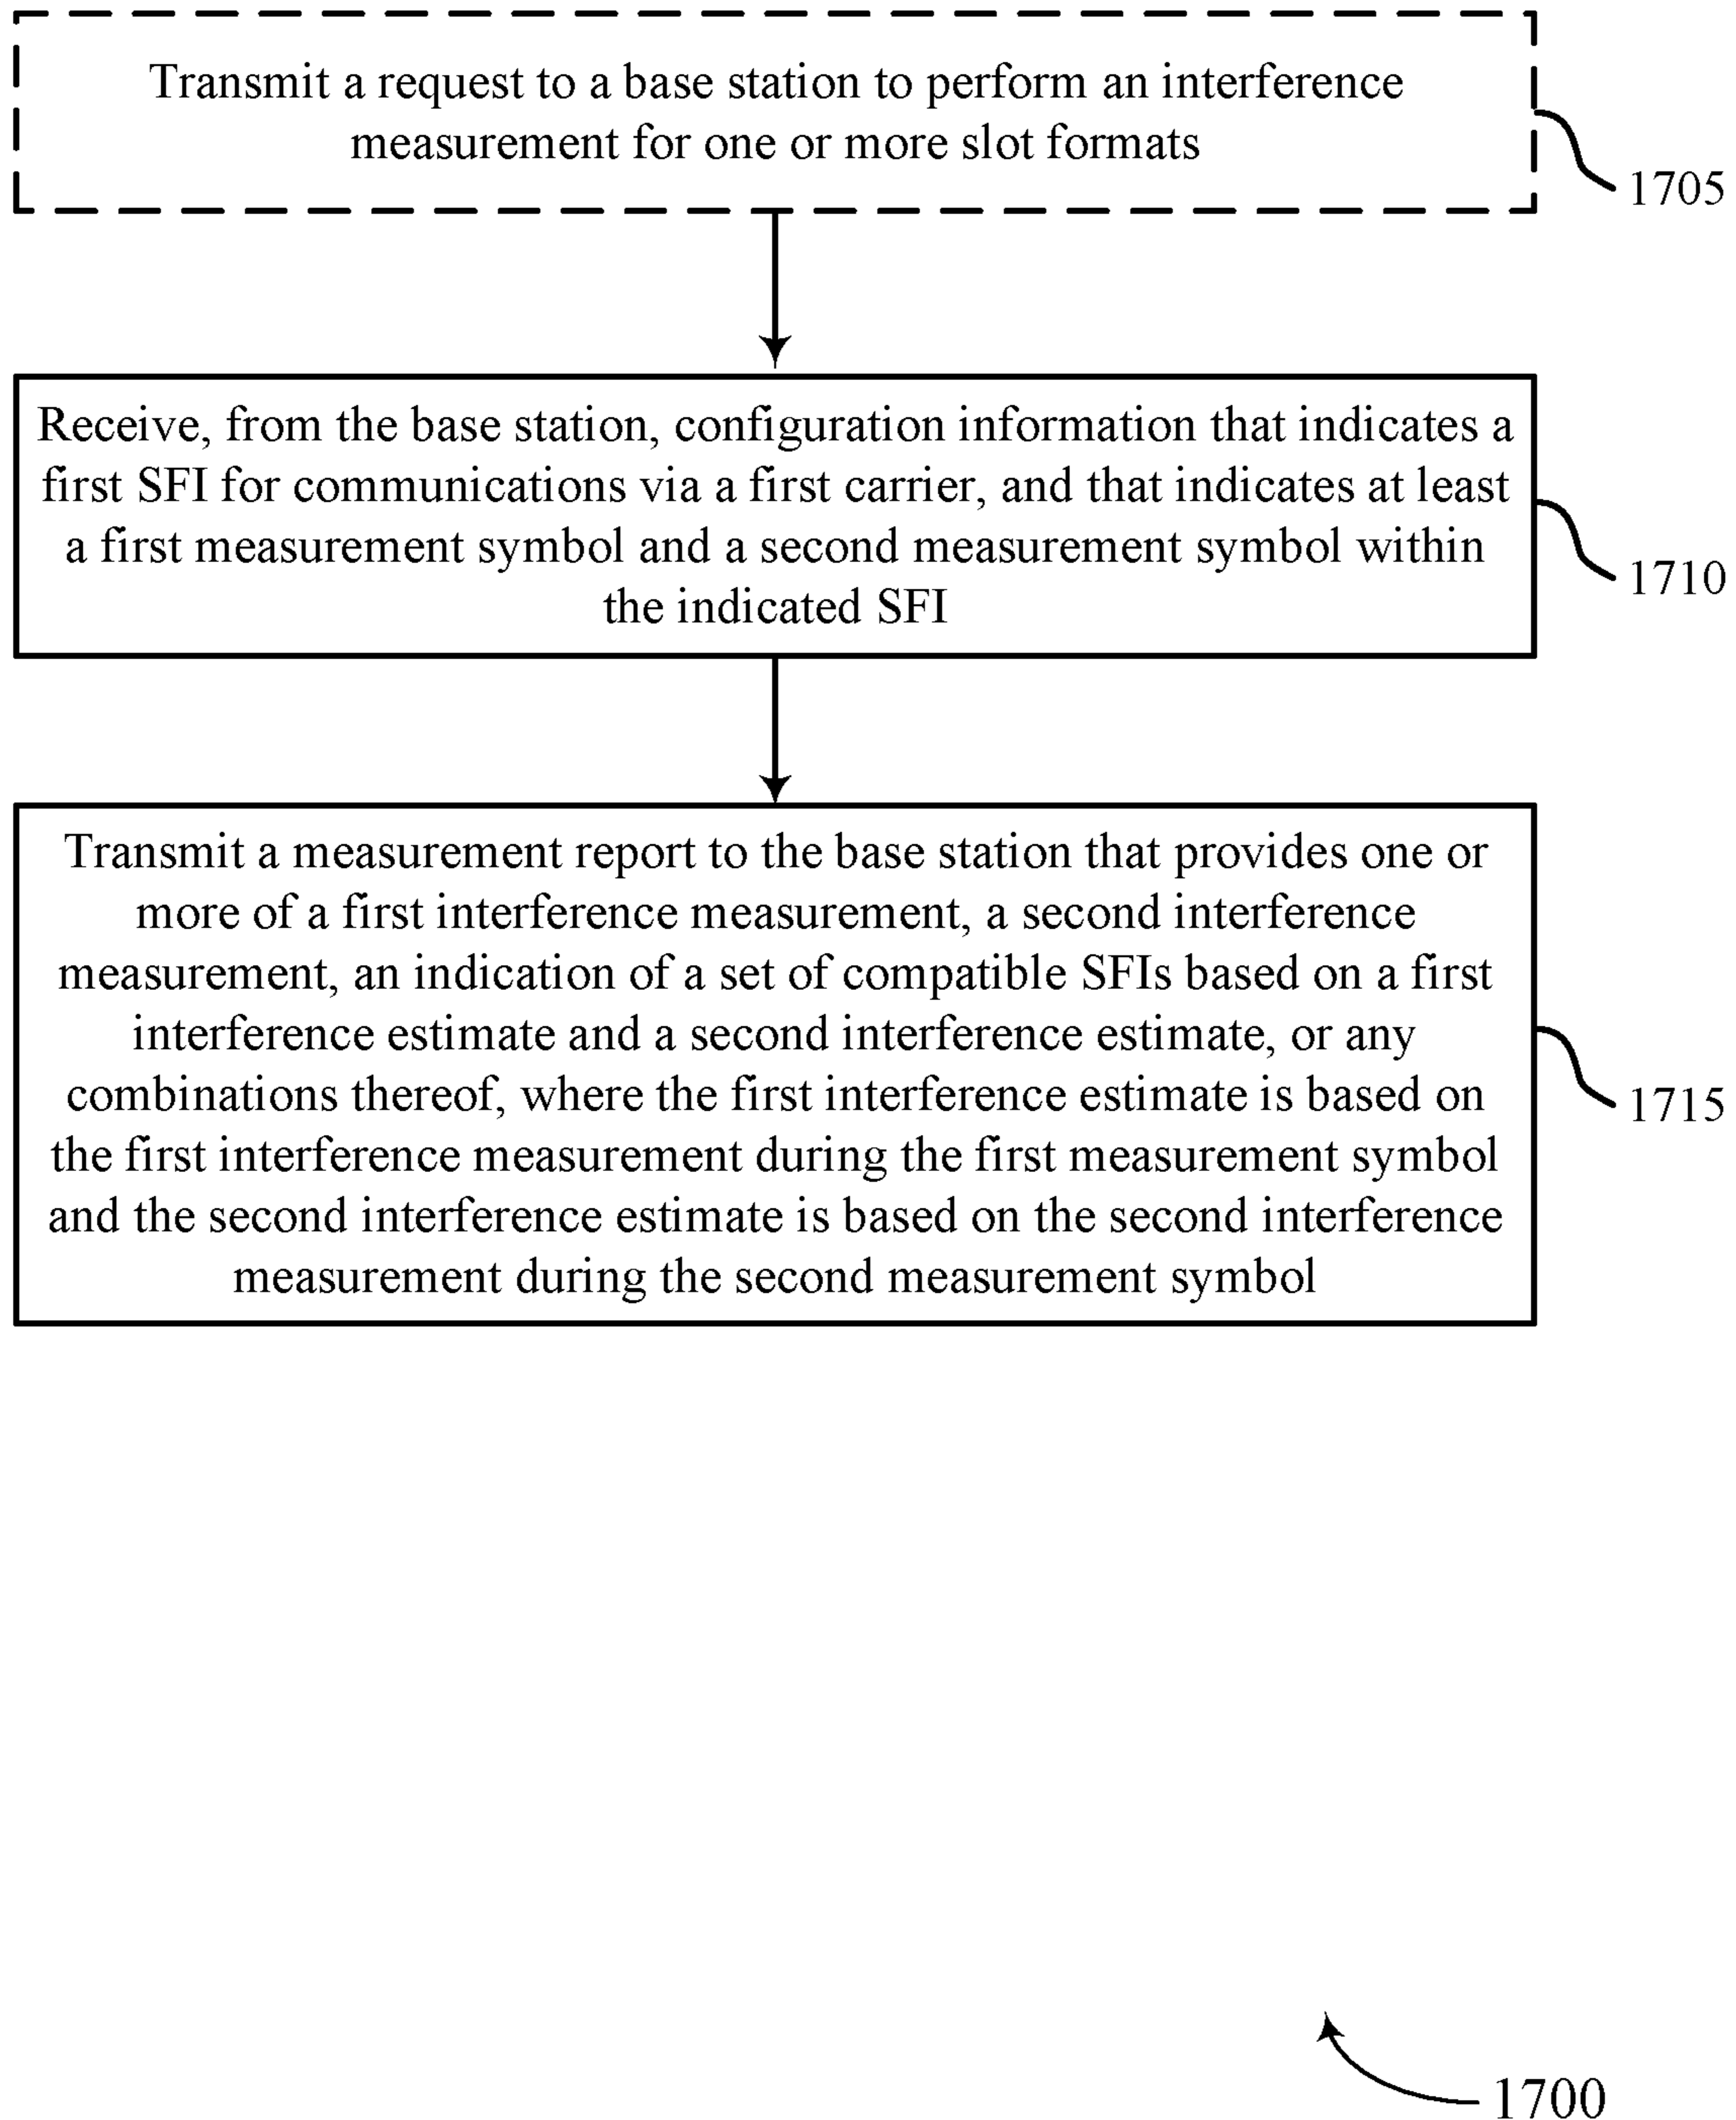 Transmit a request to a base station to perform an interference
measurement for one or more slot formats
1705
Receive, from the base station, configuration information that indicates a
first SFI for communications via a first carrier, and that indicates at least
a first measurement symbol and a second measurement symbol within
the indicated SFI
1710
Transmit a measurement report to the base station that provides one or
more of a first interference measurement, a second interference
measurement, an indication of a set of compatible SFIs based on a first
interference estimate and a second interference estimate, or any
combinations thereof, where the first interference estimate is based on
the first interference measurement during the first measurement symbol
and the second interference estimate is based on the second interference
measurement during the second measurement symbol
1715
1700